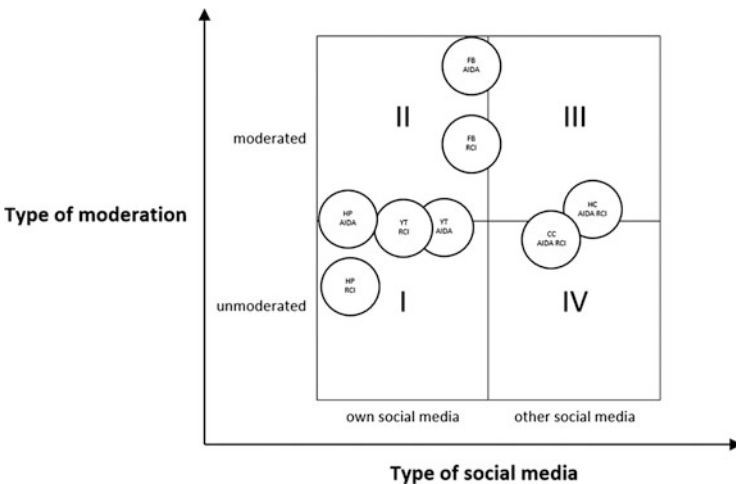 FB
AIDA
II
III
moderated
FB
RCI
Type of moderation
HP
AIDA
YT
RCI
YT
AIDA
HC
AIDA RCI
CC
AIDA RCI
HP
RCI
unmoderated
I
IV
own social media
other social media
Type of social media